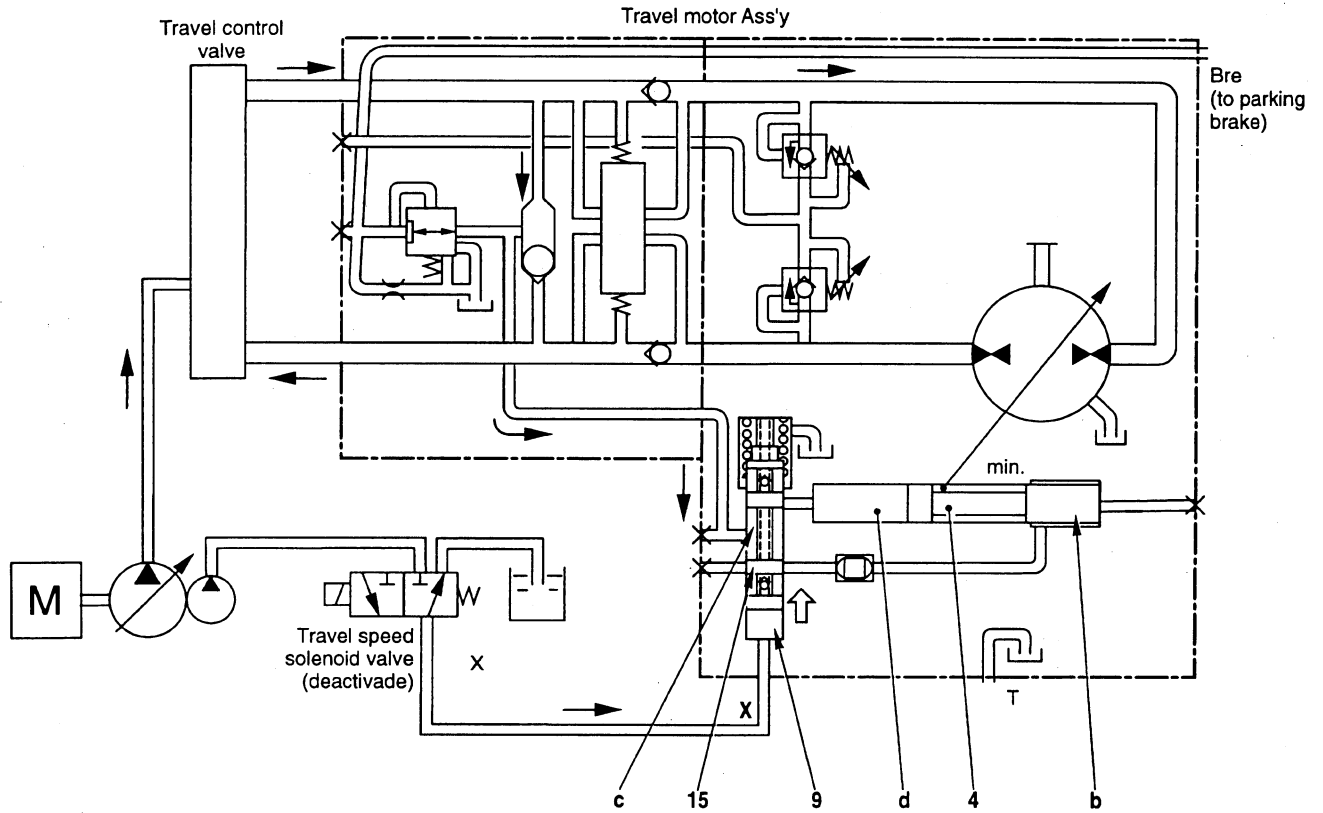 Travel motor Ass'y
Travel control
valve
Bre
(to parking
brake)
min.
M
Travel speed
solenoid valve
(deactivade)
X
X
T
c
15
9
d
4
b